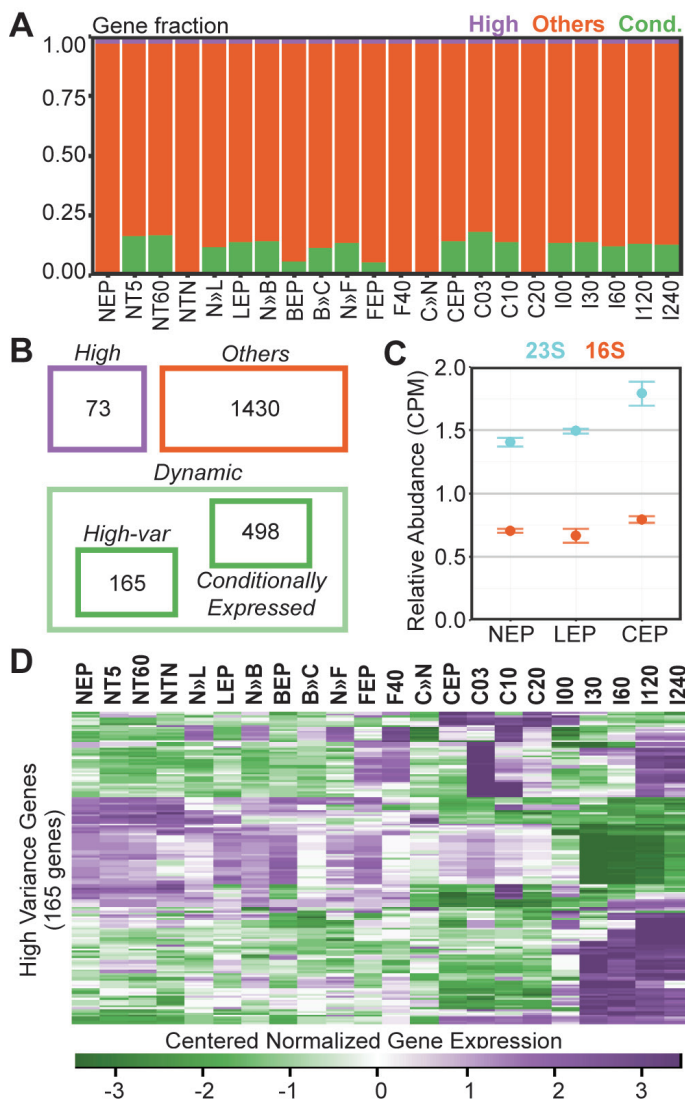 A
Gene fraction
High Others Cond.
1.00
0.75
0.50
0.25
0.00
NEP NT5 NT60 NTN N»L LEP N»B BEP B»C N»F FEP F40 C»N CEP C03 C10 C20 I00 I30 I60 I120 I240
B
High Others
73 1430
Dynamic
High-var
498
165
Conditionally
Expressed
C
23S 16S
Relative Abudance (CPM)
2.0
1.5
1.0
0.5
0.0
NEP LEP CEP
D
NEP NT5 NT60 NTN N»L LEP N»B BEP B»C N»F FEP F40 C»N CEP C03 C10 C20 I00 I30 I60 I120 I240
High Variance Genes
(165 genes)
Centered Normalized Gene Expression
-3 -2 -1 0 1 2 3